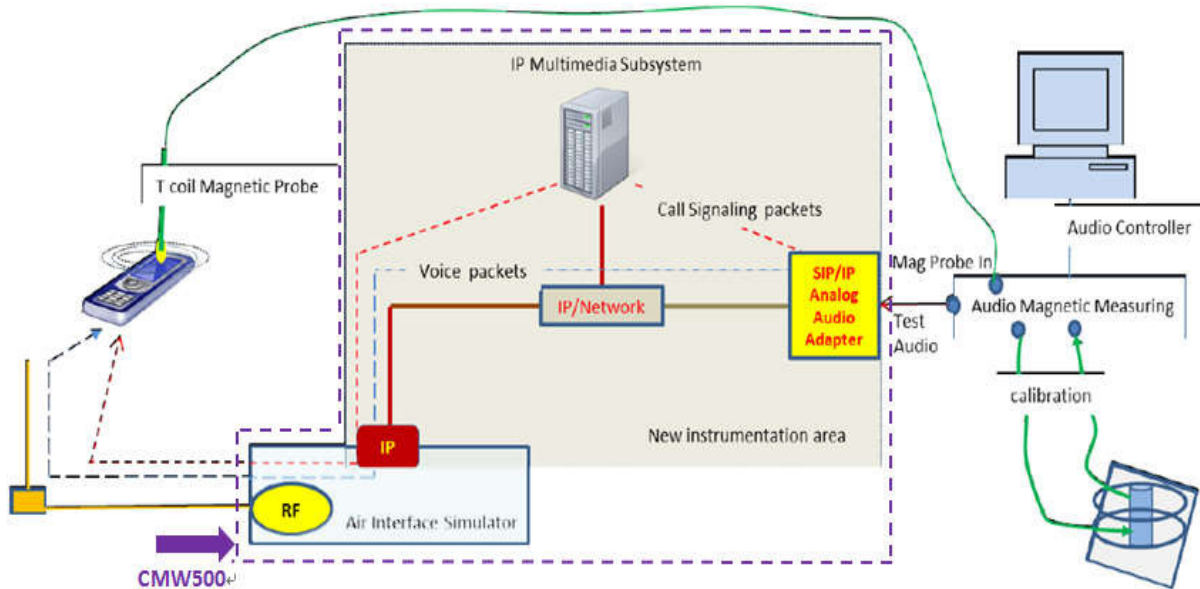 IP Multimedia Subsystem
T coil Magnetic Probe
Call Signaling packets
Audio Controller
Voice packets
Mag Probe In
SIP/IP
Analog
Audio
Adapter
IP/Network
Audio Magnetic Measuring
Test
Audio
calibration
IP
New instrumentation area
RF
Air Interface Simulator
CMW500